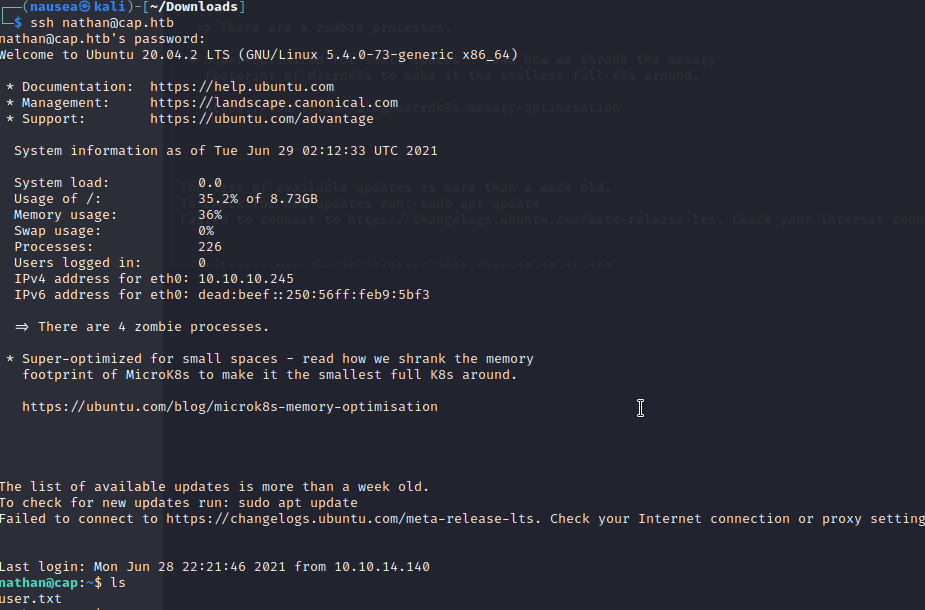 (nausea㉿kali)-[~/Downloads]
$ ssh nathan@cap.htb
nathan@cap.htb's password:
Welcome to Ubuntu 20.04.2 LTS (GNU/Linux 5.4.0-73-generic x86_64)
* Documentation: https://help.ubuntu.com
* Management: https://landscape.canonical.com
* Support: https://ubuntu.com/advantage
System information as of Tue Jun 29 02:12:33 UTC 2021
System load: 0.0
Usage of /: 35.2% of 8.73GB
Memory usage: 36%
Swap usage: 0%
Processes: 226
Users logged in: 0
IPv4 address for eth0: 10.10.10.245
IPv6 address for eth0: dead:beef::250:56ff:feb9:5bf3
=> There are 4 zombie processes.
* Super-optimized for small spaces - read how we shrank the memory
footprint of MicroK8s to make it the smallest full K8s around.
https://ubuntu.com/blog/microk8s-memory-optimisation
The list of available updates is more than a week old.
To check for new updates run: sudo apt update
Failed to connect to https://changelogs.ubuntu.com/meta-release-lts. Check your Internet connection or proxy setting
Last login: Mon Jun 28 22:21:46 2021 from 10.10.14.140
nathan@cap:~$ ls
user.txt